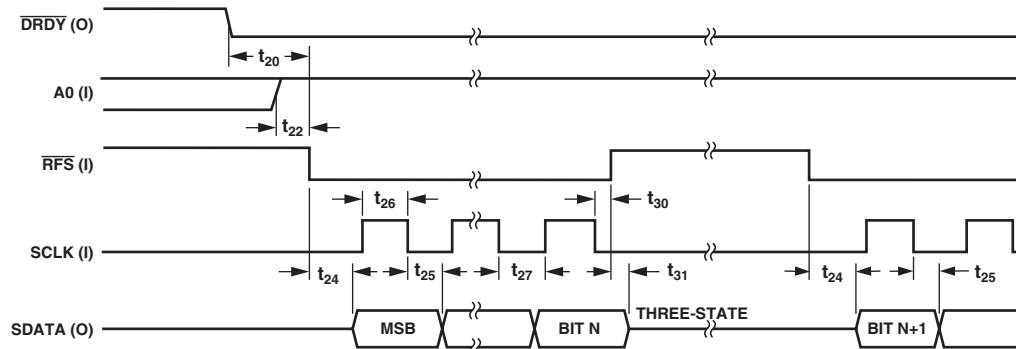 DRDY (O)
t20
A0 (I)
t22
RFS (I)
t26
t30
SCLK (I)
t24
t25
t27
t31
t24
t25
THREE-STATE
SDATA (O)
MSB
BIT N
BIT N+1